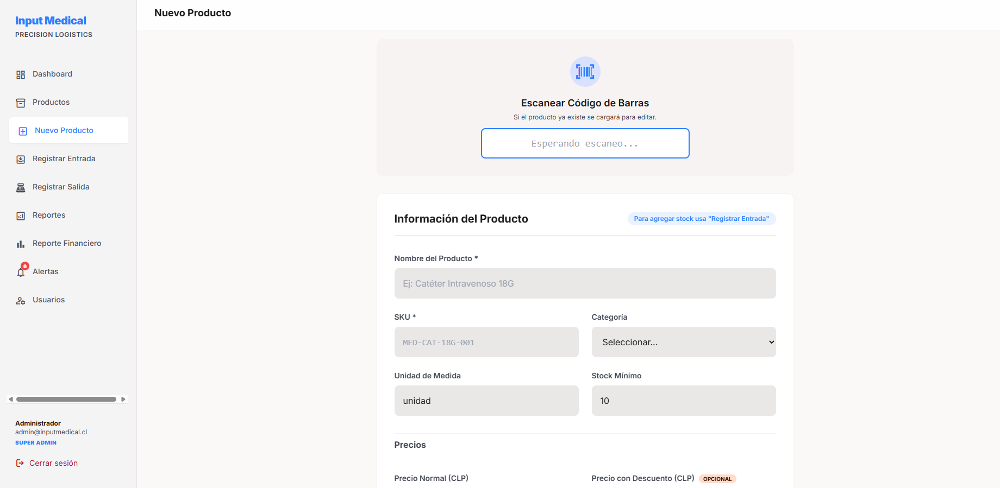 Input Medical
PRECISION LOGISTICS
Dashboard
Productos
Nuevo Producto
Registrar Entrada
Registrar Salida
Reportes
Reporte Financiero
6
Alertas
Usuarios
Administrador
admin@inputmedical.cl
SUPER ADMIN
Cerrar sesión
Nuevo Producto
Escanear Código de Barras
Si el producto ya existe se cargará para editar.
Esperando escaneo...
Información del Producto
Para agregar stock usa "Registrar Entrada"
Nombre del Producto *
Ej: Catéter Intravenoso 18G
SKU *
Categoría
MED-CAT-18G-001
Seleccionar...
Unidad de Medida
Stock Mínimo
unidad
10
Precios
Precio Normal (CLP)
Precio con Descuento (CLP) OPCIONAL